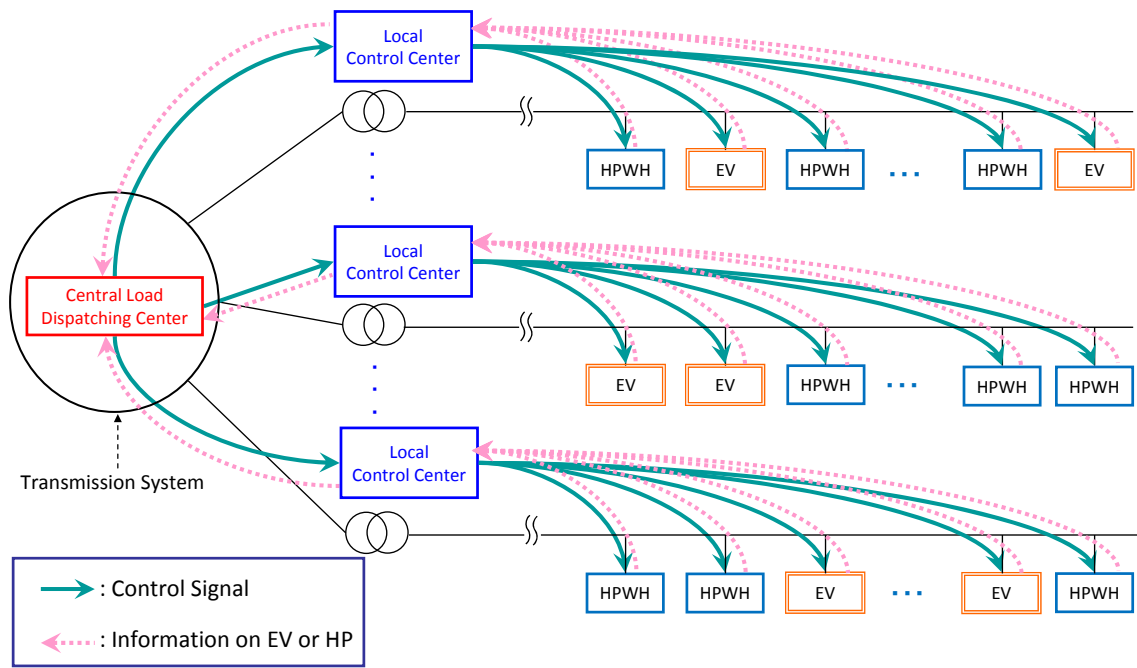 Local
Control Center
HPWH
EV
HPWH
...
HPWH
EV
Local
Control Center
Central Load
Dispatching Center
EV
EV
HPWH
...
HPWH
HPWH
Local
Control Center
Transmission System
HPWH
HPWH
EV
...
EV
HPWH
: Control Signal
: Information on EV or HP